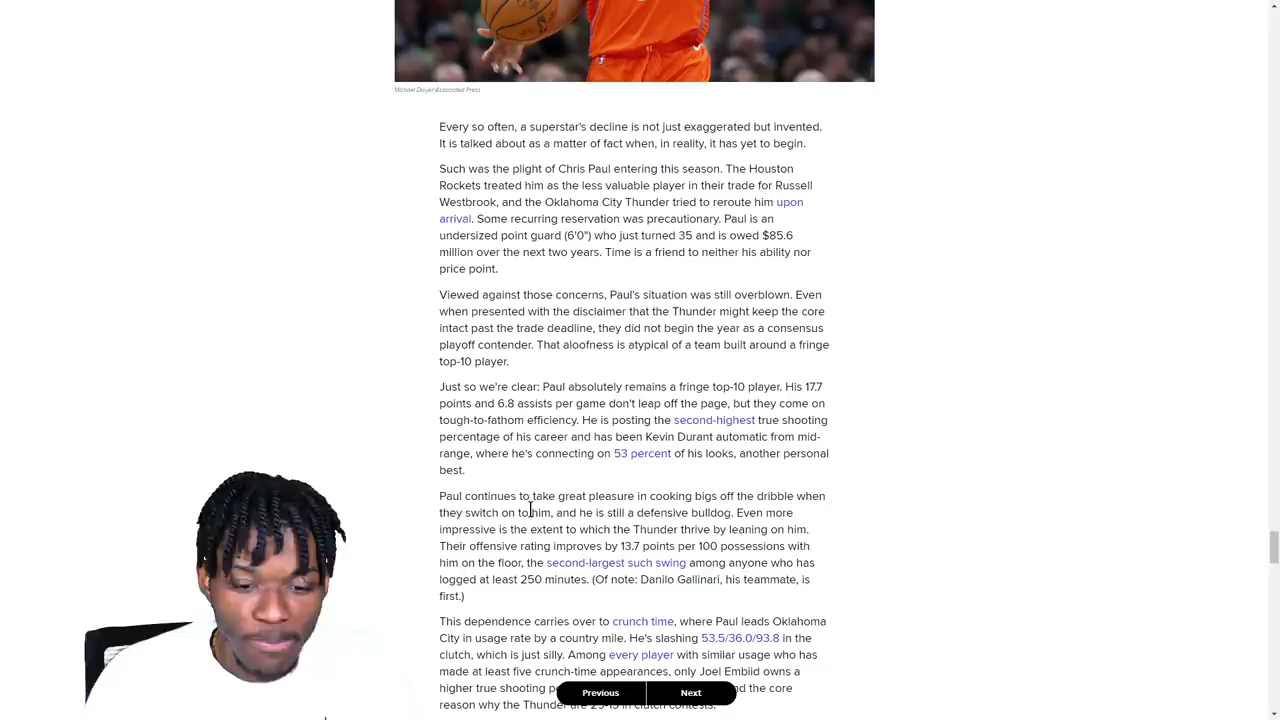 Michael Dwyer/Associated Press
Every so often, a superstar's decline is not just exaggerated but invented.
It is talked about as a matter of fact when, in reality, it has yet to begin.
Such was the plight of Chris Paul entering this season. The Houston
Rockets treated him as the less valuable player in their trade for Russell
Westbrook, and the Oklahoma City Thunder tried to reroute him upon
arrival. Some recurring reservation was precautionary. Paul is an
undersized point guard (6'0") who just turned 35 and is owed $85.6
million over the next two years. Time is a friend to neither his ability nor
price point.
Viewed against those concerns, Paul's situation was still overblown. Even
when presented with the disclaimer that the Thunder might keep the core
intact past the trade deadline, they did not begin the year as a consensus
playoff contender. That aloofness is atypical of a team built around a fringe
top-10 player.
Just so we're clear: Paul absolutely remains a fringe top-10 player. His 17.7
points and 6.8 assists per game don't leap off the page, but they come on
tough-to-fathom efficiency. He is posting the second-highest true shooting
percentage of his career and has been Kevin Durant automatic from mid-
range, where he's connecting on 53 percent of his looks, another personal
best.
Paul continues to take great pleasure in cooking bigs off the dribble when
they switch on to him, and he is still a defensive bulldog. Even more
impressive is the extent to which the Thunder thrive by leaning on him.
Their offensive rating improves by 13.7 points per 100 possessions with
him on the floor, the second-largest such swing among anyone who has
logged at least 250 minutes. (Of note: Danilo Gallinari, his teammate, is
first.)
This dependence carries over to crunch time, where Paul leads Oklahoma
City in usage rate by a country mile. He's slashing 53.5/36.0/93.8 in the
clutch, which is just silly. Among every player with similar usage who has
made at least five crunch-time appearances, only Joel Embiid owns a
higher true shooting the core
reason why the Thunder are in clutch contests.
Previous Next